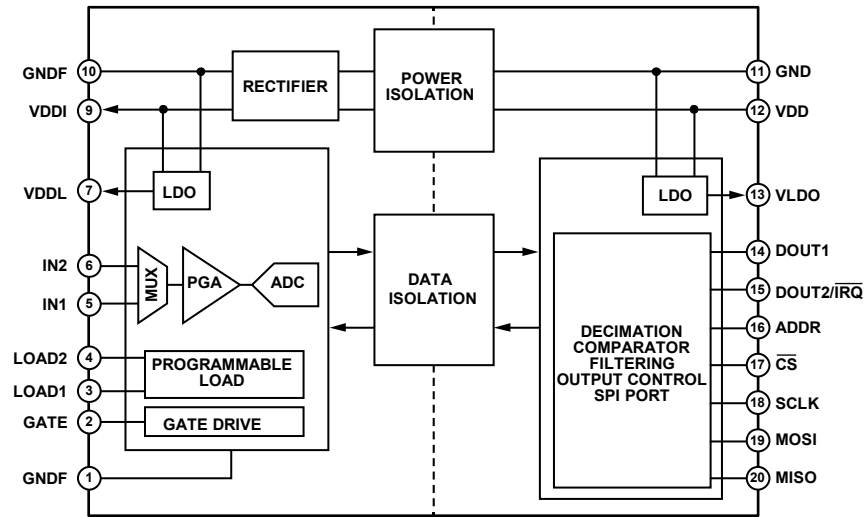 GNDF 10
VDDI 9
VDDL 7
IN2 6
IN1 5
LOAD2 4
LOAD1 3
GATE 2
GNDF 1
RECTIFIER
LDO
MUX
PGA
ADC
PROGRAMMABLE
LOAD
GATE DRIVE
POWER
ISOLATION
DATA
ISOLATION
LDO
DECIMATION
COMPARATOR
FILTERING
OUTPUT CONTROL
SPI PORT
11 GND
12 VDD
13 VLDO
14 DOUT1
15 DOUT2/IRQ
16 ADDR
17 CS
18 SCLK
19 MOSI
20 MISO